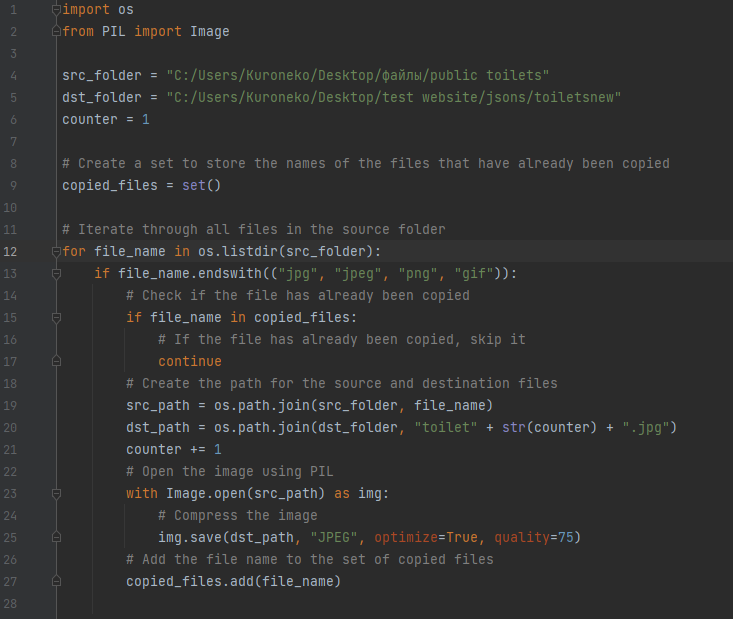 1 import os
2 from PIL import Image
3
4 src_folder = "C:/Users/Kuroneko/Desktop/файлы/public toilets"
5 dst_folder = "C:/Users/Kuroneko/Desktop/test website/jsons/toiletsnew"
6 counter = 1
7
8 # Create a set to store the names of the files that have already been copied
9 copied_files = set()
10
11 # Iterate through all files in the source folder
12 for file_name in os.listdir(src_folder):
13     if file_name.endswith(("jpg", "jpeg", "png", "gif")):
14         # Check if the file has already been copied
15         if file_name in copied_files:
16             # If the file has already been copied, skip it
17             continue
18         # Create the path for the source and destination files
19         src_path = os.path.join(src_folder, file_name)
20         dst_path = os.path.join(dst_folder, "toilet" + str(counter) + ".jpg")
21         counter += 1
22         # Open the image using PIL
23         with Image.open(src_path) as img:
24             # Compress the image
25             img.save(dst_path, "JPEG", optimize=True, quality=75)
26         # Add the file name to the set of copied files
27         copied_files.add(file_name)
28